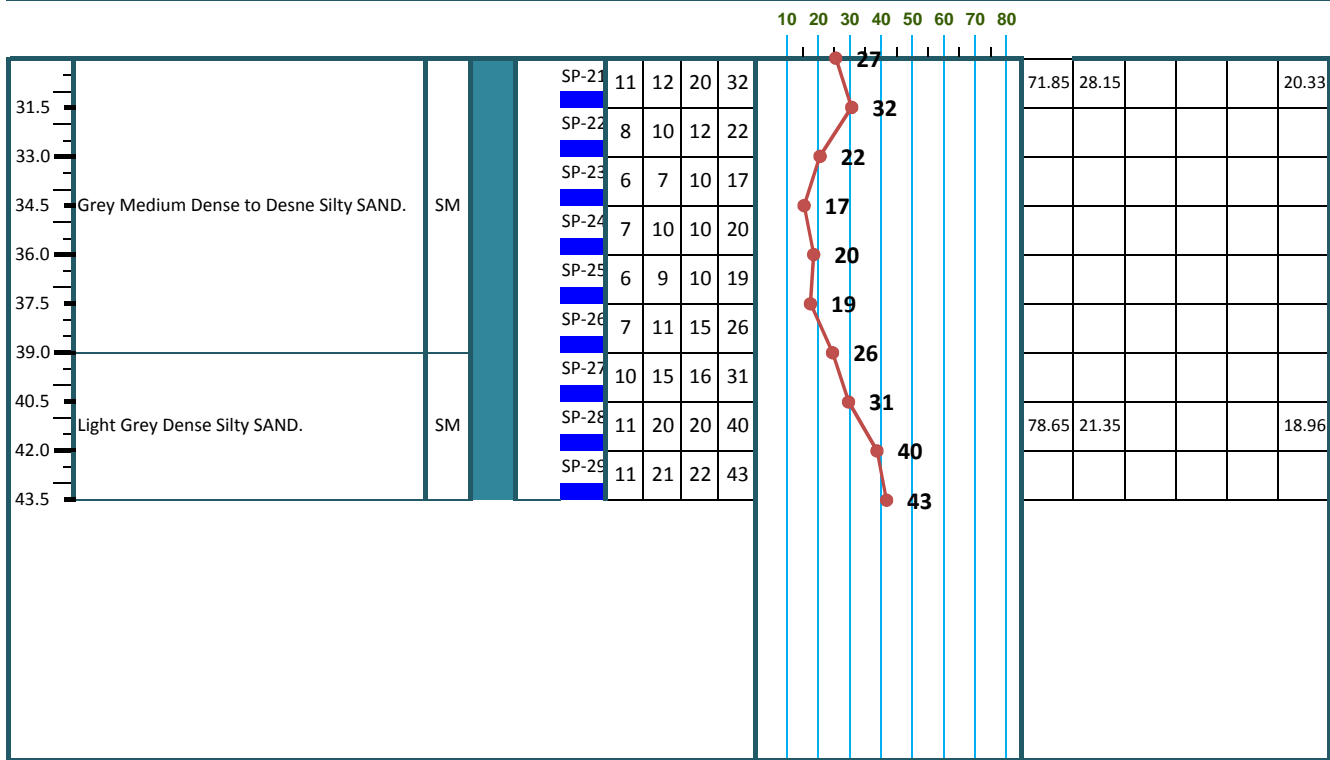 10 20 30 40 50 60 70 80
27
SP-21 11 12 20 32 71.85 28.15 20.33
31.5 32
SP-22 8 10 12 22
33.0 22
SP-23 6 7 10 17
34.5 Grey Medium Dense to Desne Silty SAND. SM 17
SP-24 7 10 10 20
36.0 20
SP-25 6 9 10 19
37.5 19
SP-26 7 11 15 26
39.0 26
SP-27 10 15 16 31
40.5 31
Light Grey Dense Silty SAND. SM SP-28 11 20 20 40 78.65 21.35 18.96
42.0 40
SP-29 11 21 22 43
43.5 43